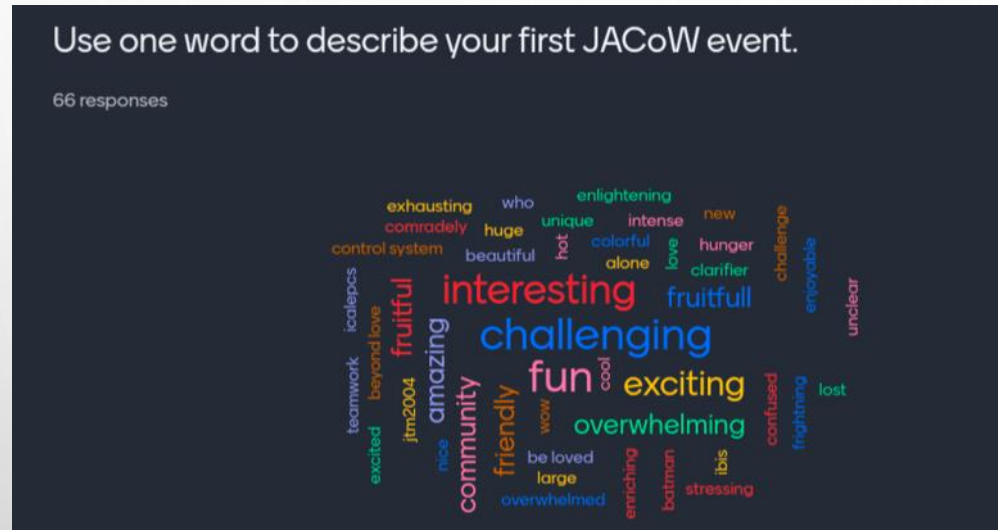 Use one word to describe your first JACoW event.
66 responses
enlightening
exhausting
who
comradely
huge
unique
intense
new
control system
beautiful
hot
colorful
alone
love
hunger
clarifier
challenge
enjoyable
unclear
icalepcs
beyond love
fruitful
interesting
fruitfull
challenging
teamwork
jtm2004
amazing
fun
cool
exciting
lost
excited
nice
community
friendly
wow
overwhelming
confused
frightning
be loved
large
overwhelmed
enriching
batman
ibis
stressing